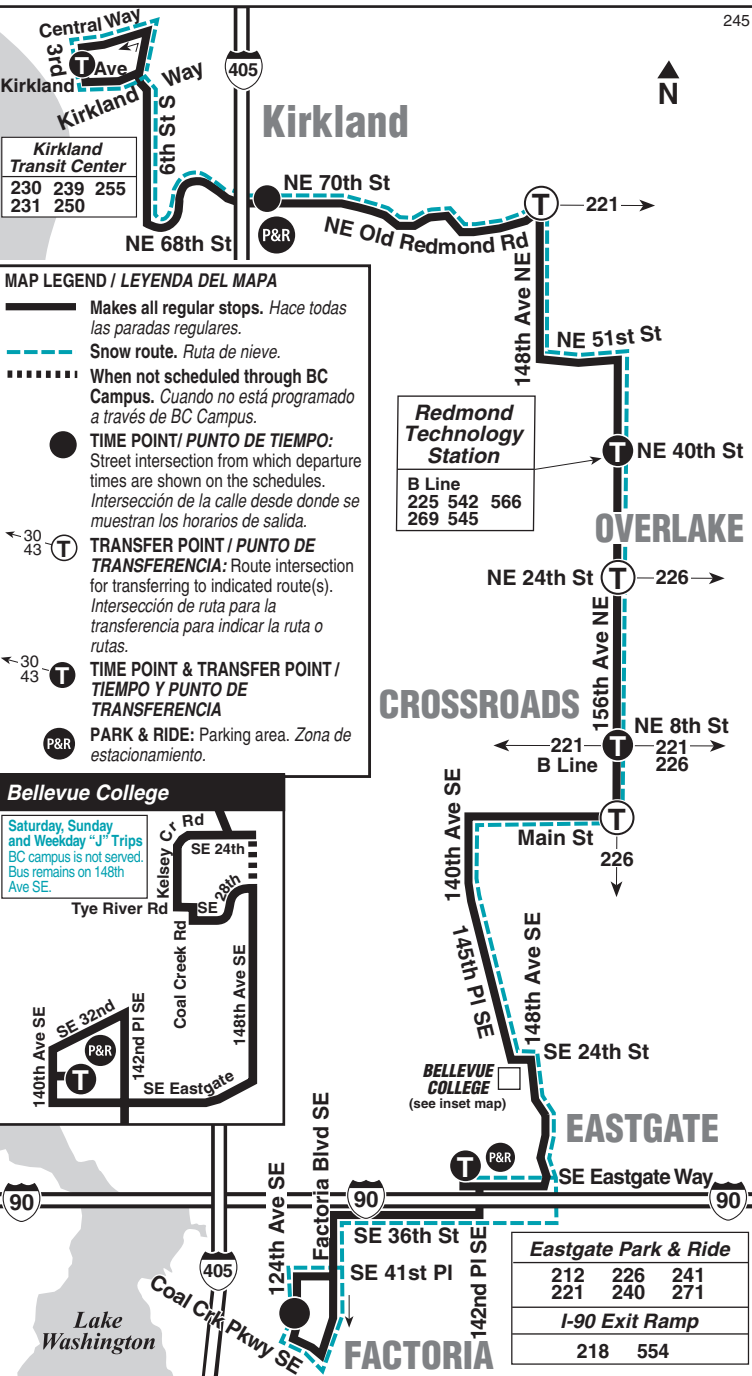 245
Central Way
3rd
T
Ave
Kirkland
Kirkland Way
6th St S
405
N
Kirkland
Kirkland
Transit Center
230 239 255
231 250
NE 70th St
P&R
NE 68th St
NE Old Redmond Rd
T
221
148th Ave NE
NE 51st St
MAP LEGEND / LEYENDA DEL MAPA
Makes all regular stops. Hace todas
las paradas regulares.
Snow route. Ruta de nieve.
When not scheduled through BC
Campus. Cuando no está programado
a través de BC Campus.
TIME POINT/ PUNTO DE TIEMPO:
Street intersection from which departure
times are shown on the schedules.
Intersección de la calle desde donde se
muestran los horarios de salida.
30
43
T
TRANSFER POINT / PUNTO DE
TRANSFERENCIA: Route intersection
for transferring to indicated route(s).
Intersección de ruta para la
transferencia para indicar la ruta o
rutas.
30
43
T
TIME POINT & TRANSFER POINT /
TIEMPO Y PUNTO DE
TRANSFERENCIA
P&R
PARK & RIDE: Parking area. Zona de
estacionamiento.
Redmond
Technology
Station
B Line
225 542 566
269 545
T
NE 40th St
OVERLAKE
NE 24th St
T
226
156th Ave NE
CROSSROADS
NE 8th St
221
B Line
T
221
226
Main St
T
226
140th Ave SE
145th Pl SE
148th Ave SE
SE 24th St
BELLEVUE
COLLEGE
(see inset map)
EASTGATE
T
P&R
SE Eastgate Way
Bellevue College
Saturday, Sunday
and Weekday “J” Trips
BC campus is not served.
Bus remains on 148th
Ave SE.
Kelsey Cr Rd
SE 24th
SE 28th
Tye River Rd
Coal Creek Rd
148th Ave SE
140th Ave SE
SE 32nd
P&R
T
142nd Pl SE
SE Eastgate
90
90
90
405
124th Ave SE
Factoria Blvd SE
SE 36th St
SE 41st Pl
142nd Pl SE
Coal Crk Pkwy SE
FACTORIA
Lake
Washington
Eastgate Park & Ride
212 226 241
221 240 271
I-90 Exit Ramp
218 554